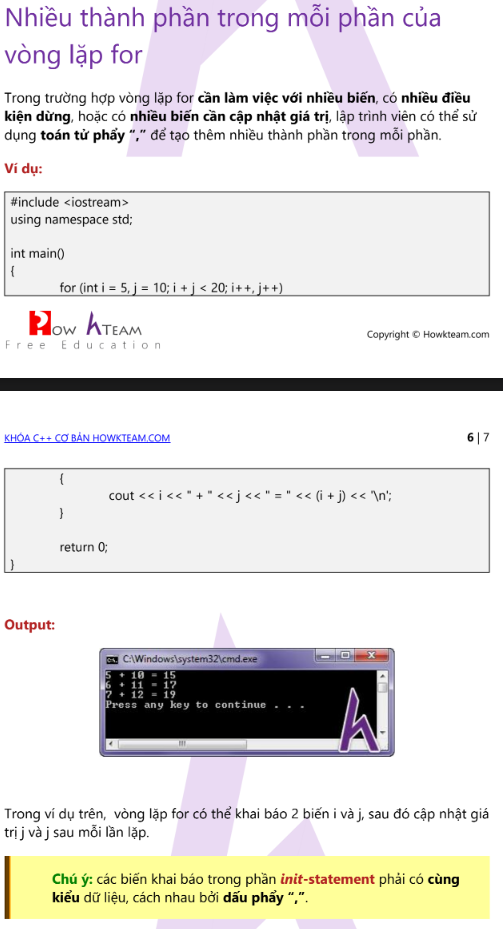 Nhiều thành phần trong mỗi phần của
vòng lặp for
Trong trường hợp vòng lặp for cần làm việc với nhiều biến, có nhiều điều
kiện dừng, hoặc có nhiều biến cần cập nhật giá trị, lập trình viên có thể sử
dụng toán tử phẩy “,” để tạo thêm nhiều thành phần trong mỗi phần.
Ví dụ:
#include <iostream>
using namespace std;
int main()
{
for (int i = 5, j = 10; i + j < 20; i++, j++)
How Kteam
Free Education
Copyright © Howkteam.com
KHÓA C++ CƠ BẢN HOWKTEAM.COM
6 | 7
{
cout << i << " + " << j << " = " << (i + j) << '\n';
}
return 0;
}
Output:
C:\Windows\system32\cmd.exe
5 + 10 = 15
6 + 11 = 17
7 + 12 = 19
Press any key to continue . . .
Trong ví dụ trên,  vòng lặp for có thể khai báo 2 biến i và j, sau đó cập nhật giá
trị j và j sau mỗi lần lặp.
Chú ý: các biến khai báo trong phần init-statement phải có cùng
kiểu dữ liệu, cách nhau bởi dấu phẩy “,”.